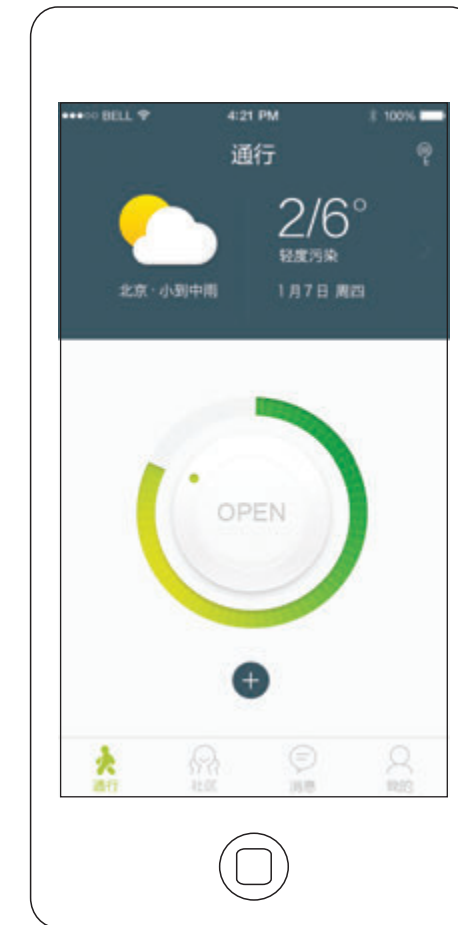 BELL 4:21 PM 100%
通行
2/6°
轻度污染
北京·小到中雨 1月7日 周四
OPEN
+
通行 社区 消息 我的